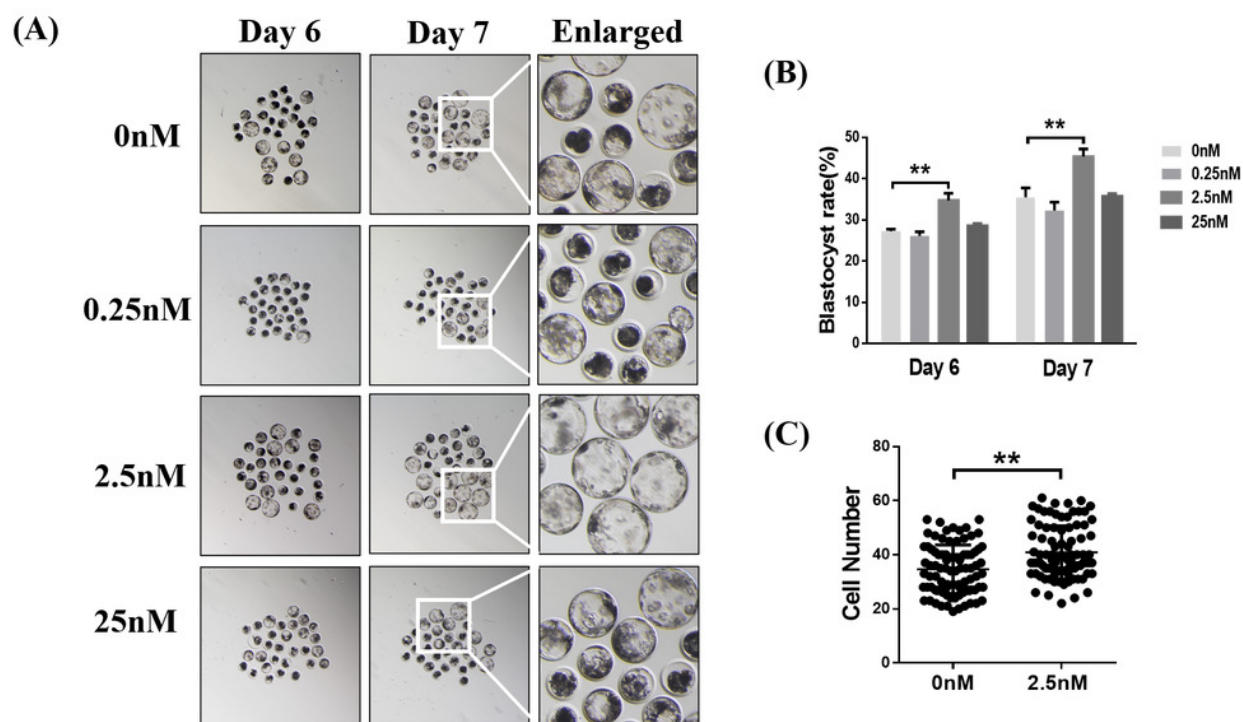 (A)
Day 6
Day 7
Enlarged
0nM
0.25nM
2.5nM
25nM
(B)
Blastocyst rate(%)
50
40
30
20
10
0
**
**
Day 6
Day 7
0nM
0.25nM
2.5nM
25nM
(C)
Cell Number
80
60
40
20
0
**
0nM
2.5nM